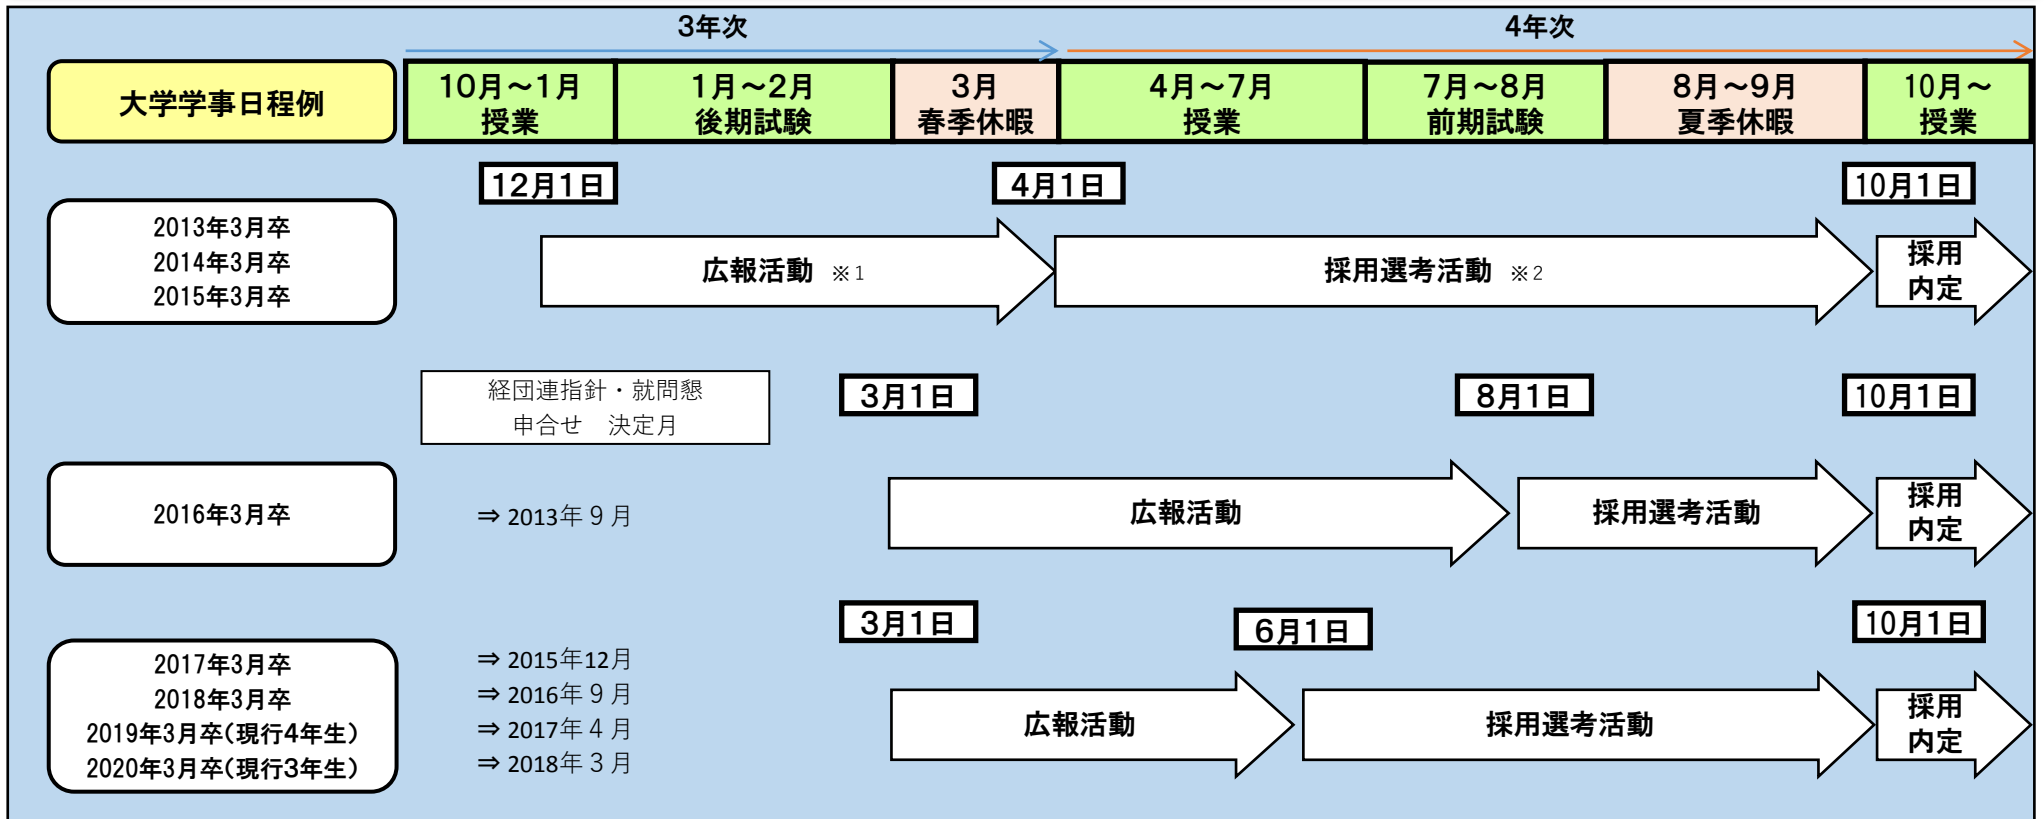 3年次
4年次
大学学事日程例
10月～1月
授業
1月～2月
後期試験
3月
春季休暇
4月～7月
授業
7月～8月
前期試験
8月～9月
夏季休暇
10月～
授業
12月1日
4月1日
10月1日
2013年3月卒
2014年3月卒
2015年3月卒
広報活動 ※1
採用選考活動 ※2
採用
内定
経団連指針・就問懇
申合せ　決定月
3月1日
8月1日
10月1日
2016年3月卒
⇒ 2013年９月
広報活動
採用選考活動
採用
内定
3月1日
6月1日
10月1日
2017年3月卒
2018年3月卒
2019年3月卒(現行4年生)
2020年3月卒(現行3年生)
⇒ 2015年12月
⇒ 2016年９月
⇒ 2017年４月
⇒ 2018年３月
広報活動
採用選考活動
採用
内定